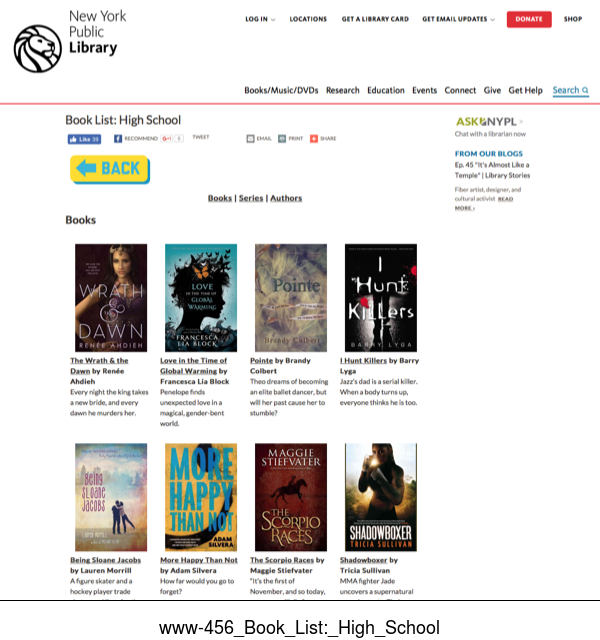 New York
Public
Library
LOG IN
LOCATIONS
GET A LIBRARY CARD
GET EMAIL UPDATES
DONATE
SHOP
Books/Music/DVDs Research Education Events Connect Give Get Help Search
Book List: High School
Like
RECOMMEND
G+1 0
TWEET
EMAIL
PRINT
SHARE
BACK
ASK NYPL >
Chat with a librarian now
FROM OUR BLOGS
Ep. 45 "It's Almost Like a
Temple" | Library Stories
Fiber artist, designer, and
cultural activist READ
MORE ›
Books | Series | Authors
Books
WRATH
& THE
DAWN
RENÉE AHDIEH
LOVE
IN THE TIME OF
GLOBAL
WARMING
FRANCESCA
LIA BLOCK
Pointe
Brandy Colbert
I
Hunt
Killers
BARRY LYGA
The Wrath & the
Dawn by Renée
Ahdieh
Every night the king takes
a new bride, and every
dawn he murders her.
Love in the Time of
Global Warming by
Francesca Lia Block
Penelope finds
unexpected love in a
magical, gender-bent
world.
Pointe by Brandy
Colbert
Theo dreams of becoming
an elite ballet dancer, but
will her past cause her to
stumble?
I Hunt Killers by Barry
Lyga
Jazz's dad is a serial killer.
When a body turns up,
everyone thinks he is too.
Being
SLOANE
JACOBS
MORE
HAPPY
THAN NOT
ADAM
SILVERA
MAGGIE
STIEFVATER
THE
SCORPIO
RACES
SHADOWBOXER
TRICIA SULLIVAN
Being Sloane Jacobs
by Lauren Morrill
A figure skater and a
hockey player trade
More Happy Than Not
by Adam Silvera
How far would you go to
forget?
The Scorpio Races by
Maggie Stiefvater
"It's the first of
November, and so today,
Shadowboxer by
Tricia Sullivan
MMA fighter Jade
uncovers a supernatural
www-456_Book_List:_High_School